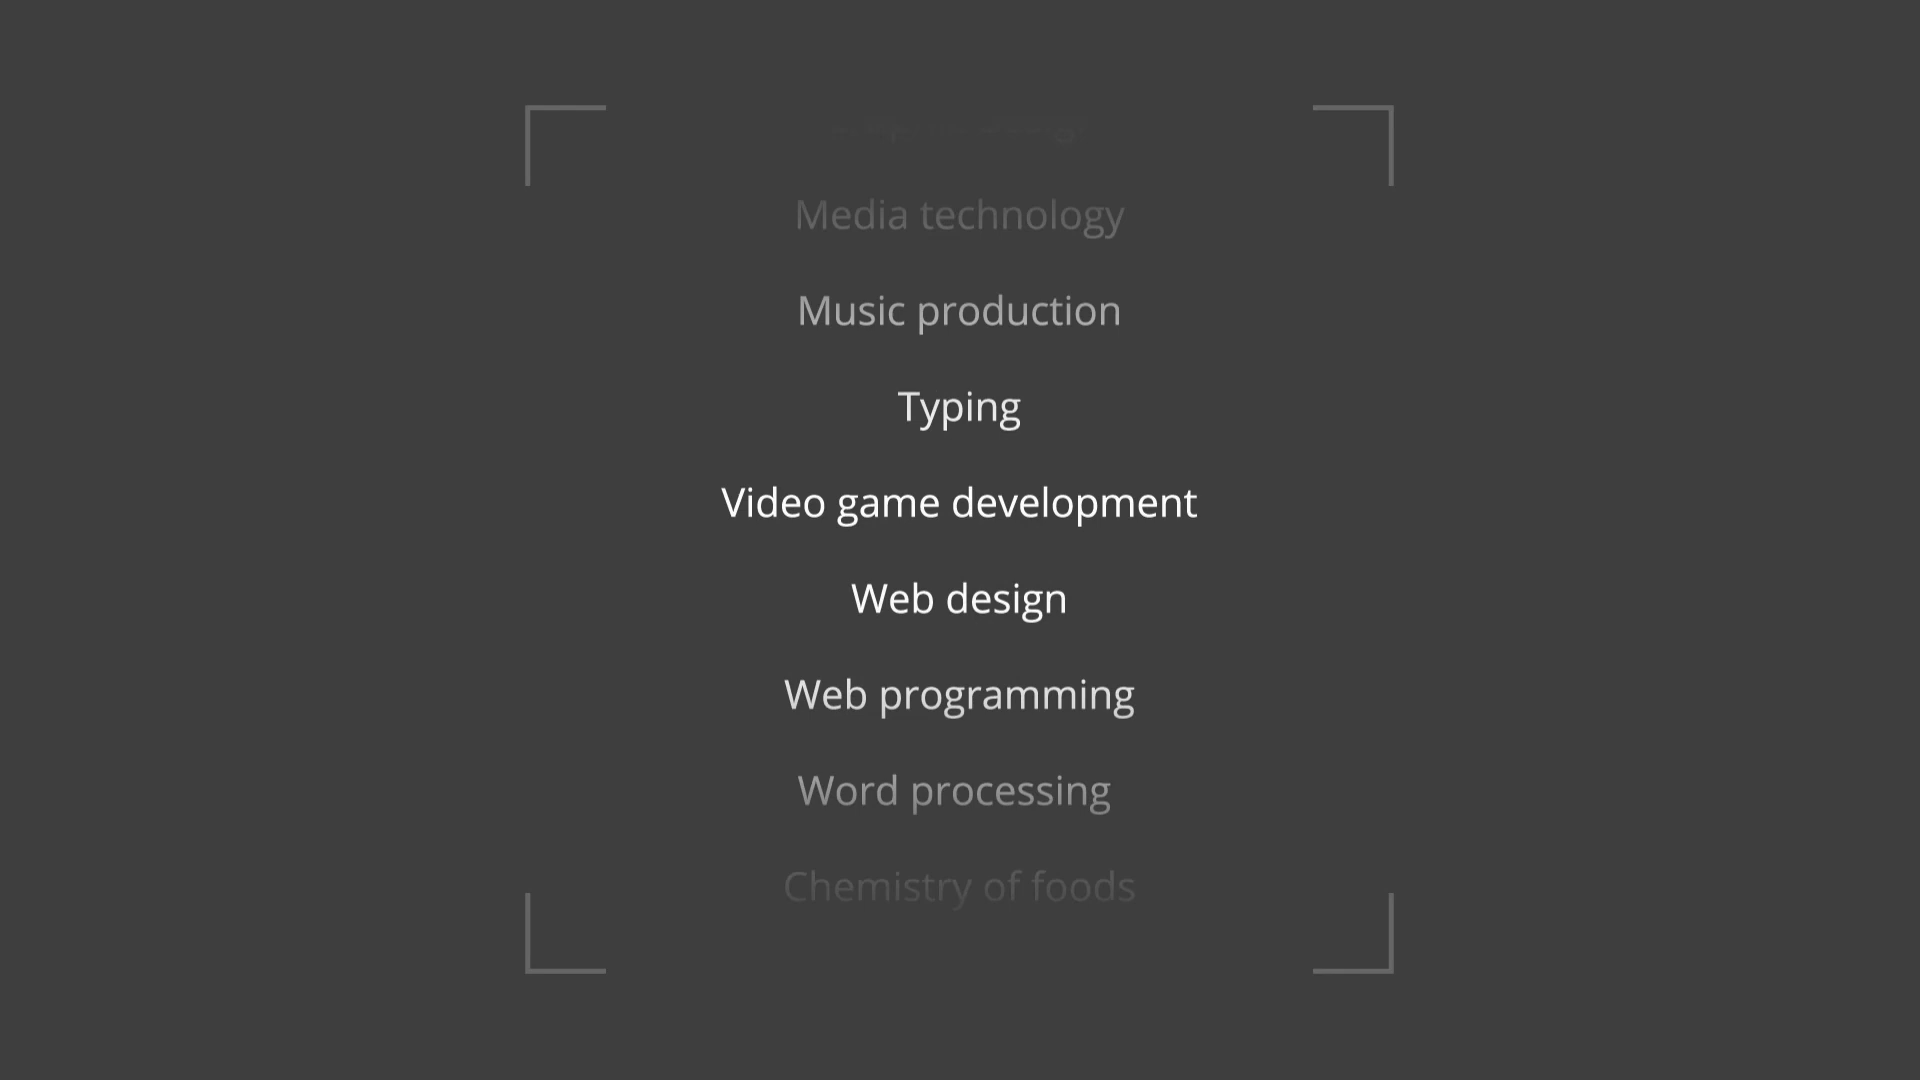 Media technology
Music production
Typing
Video game development
Web design
Web programming
Word processing
Chemistry of foods